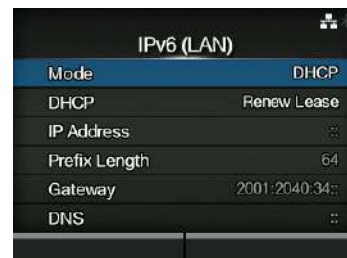 IPv6 (LAN)
Mode DHCP
DHCP Renew Lease
IP Address ::
Prefix Length 64
Gateway 2001:2040:34::
DNS ::